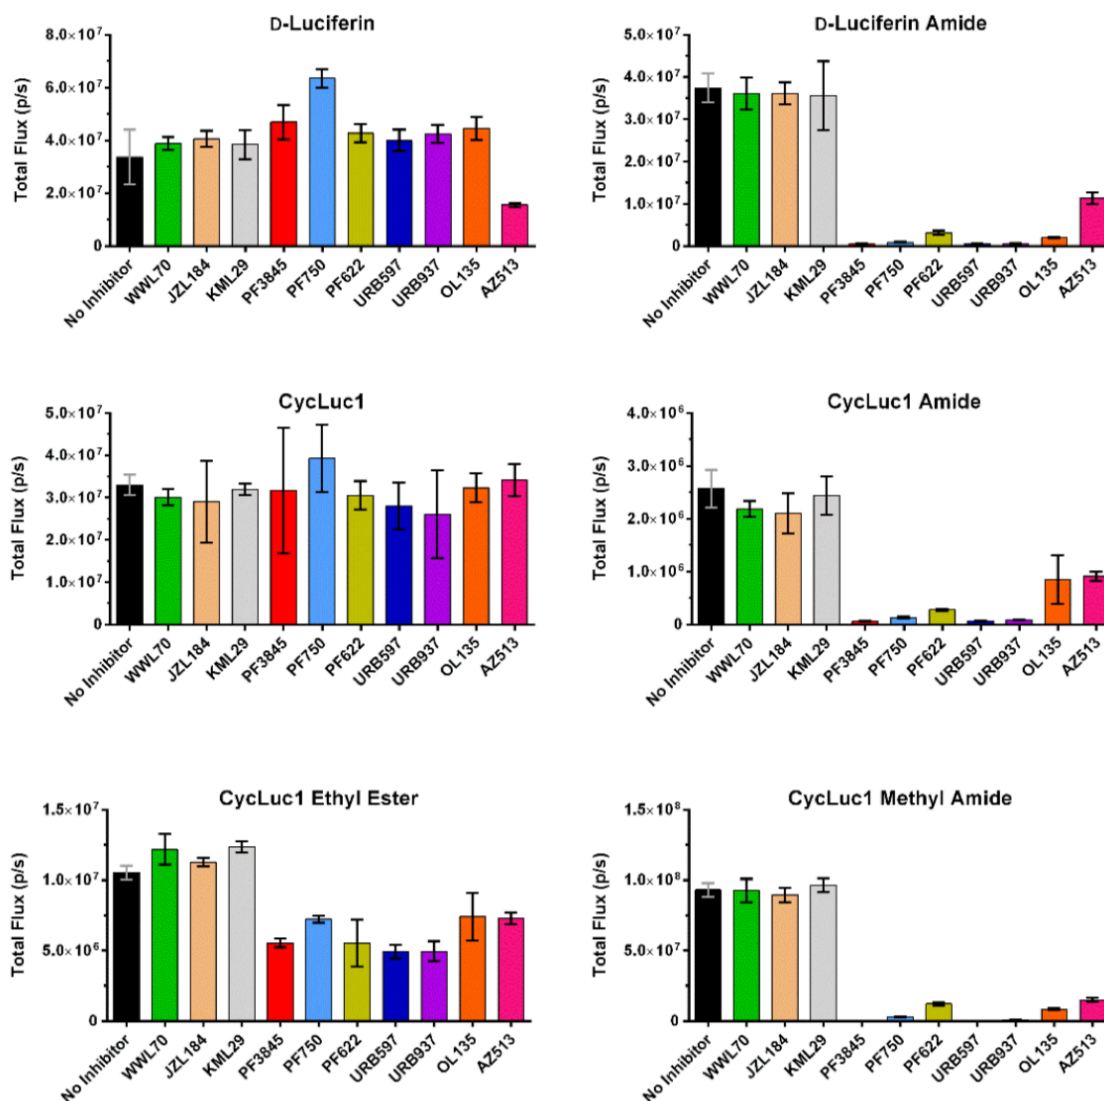 D-Luciferin
Total Flux (p/s)
8.0×10⁷
6.0×10⁷
4.0×10⁷
2.0×10⁷
0
No Inhibitor
WWL70
JZL184
KML29
PF3845
PF750
PF622
URB597
URB937
OL135
AZ513
D-Luciferin Amide
Total Flux (p/s)
5.0×10⁷
4.0×10⁷
3.0×10⁷
2.0×10⁷
1.0×10⁷
0
No Inhibitor
WWL70
JZL184
KML29
PF3845
PF750
PF622
URB597
URB937
OL135
AZ513
CycLuc1
Total Flux (p/s)
5.0×10⁷
4.0×10⁷
3.0×10⁷
2.0×10⁷
1.0×10⁷
0
No Inhibitor
WWL70
JZL184
KML29
PF3845
PF750
PF622
URB597
URB937
OL135
AZ513
CycLuc1 Amide
Total Flux (p/s)
4.0×10⁶
3.0×10⁶
2.0×10⁶
1.0×10⁶
0
No Inhibitor
WWL70
JZL184
KML29
PF3845
PF750
PF622
URB597
URB937
OL135
AZ513
CycLuc1 Ethyl Ester
Total Flux (p/s)
1.5×10⁷
1.0×10⁷
5.0×10⁶
0
No Inhibitor
WWL70
JZL184
KML29
PF3845
PF750
PF622
URB597
URB937
OL135
AZ513
CycLuc1 Methyl Amide
Total Flux (p/s)
1.5×10⁸
1.0×10⁸
5.0×10⁷
0
No Inhibitor
WWL70
JZL184
KML29
PF3845
PF750
PF622
URB597
URB937
OL135
AZ513